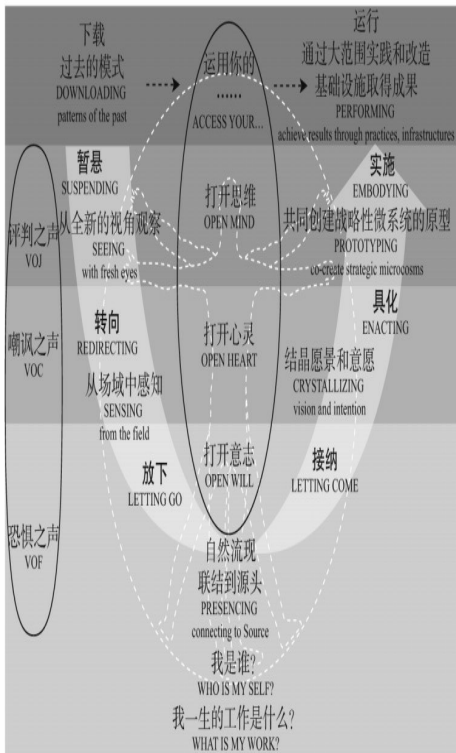 下载
过去的模式
DOWNLOADING
patterns of the past
运用你的
……
ACCESS YOUR…
运行
通过大范围实践和改造
基础设施取得成果
PERFORMING
achieve results through practices, infrastructures
暂悬
SUSPENDING
从全新的视角观察
SEEING
with fresh eyes
打开思维
OPEN MIND
实施
EMBODYING
共同创建战略性微系统的原型
PROTOTYPING
co-create strategic microcosms
评判之声
VOJ
嘲讽之声
VOC
恐惧之声
VOF
转向
REDIRECTING
从场域中感知
SENSING
from the field
打开心灵
OPEN HEART
具化
ENACTING
结晶愿景和意愿
CRYSTALLIZING
vision and intention
放下
LETTING GO
打开意志
OPEN WILL
接纳
LETTING COME
自然流现
联结到源头
PRESENCING
connecting to Source
我是谁?
WHO IS MY SELF?
我一生的工作是什么?
WHAT IS MY WORK?